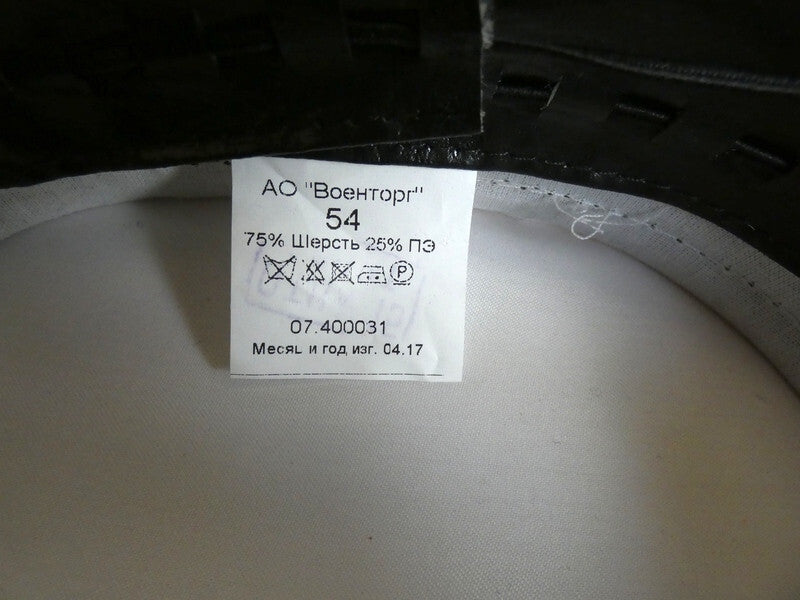 АО "Военторг"
54
75% Шерсть 25% ПЭ
P
07.400031
Месяц и год изг. 04.17